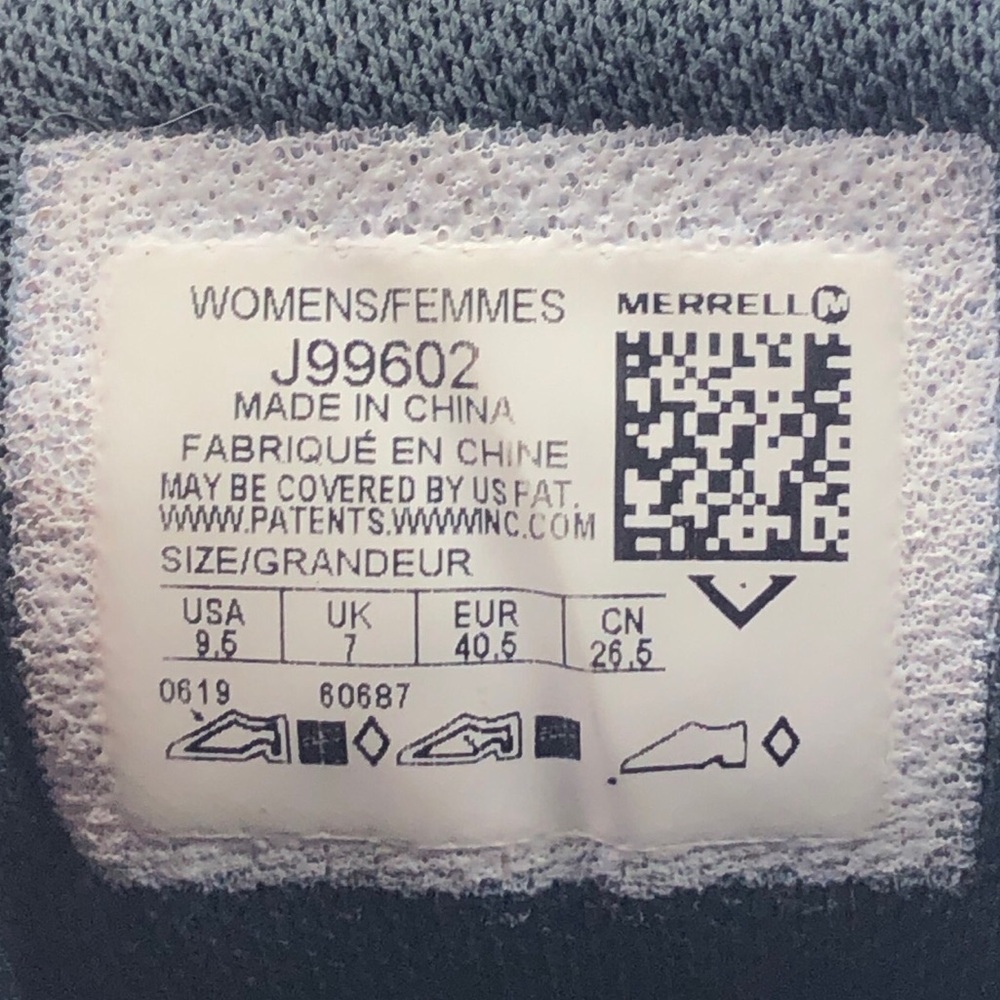 WOMENS/FEMMES
J99602
MADE IN CHINA
FABRIQUÉ EN CHINE
MAY BE COVERED BY US PAT.
WWW.PATENTS.WWWINC.COM
SIZE/GRANDEUR
USA UK EUR CN
9.5 7 40.5 26.5
0619 60687
MERRELL M